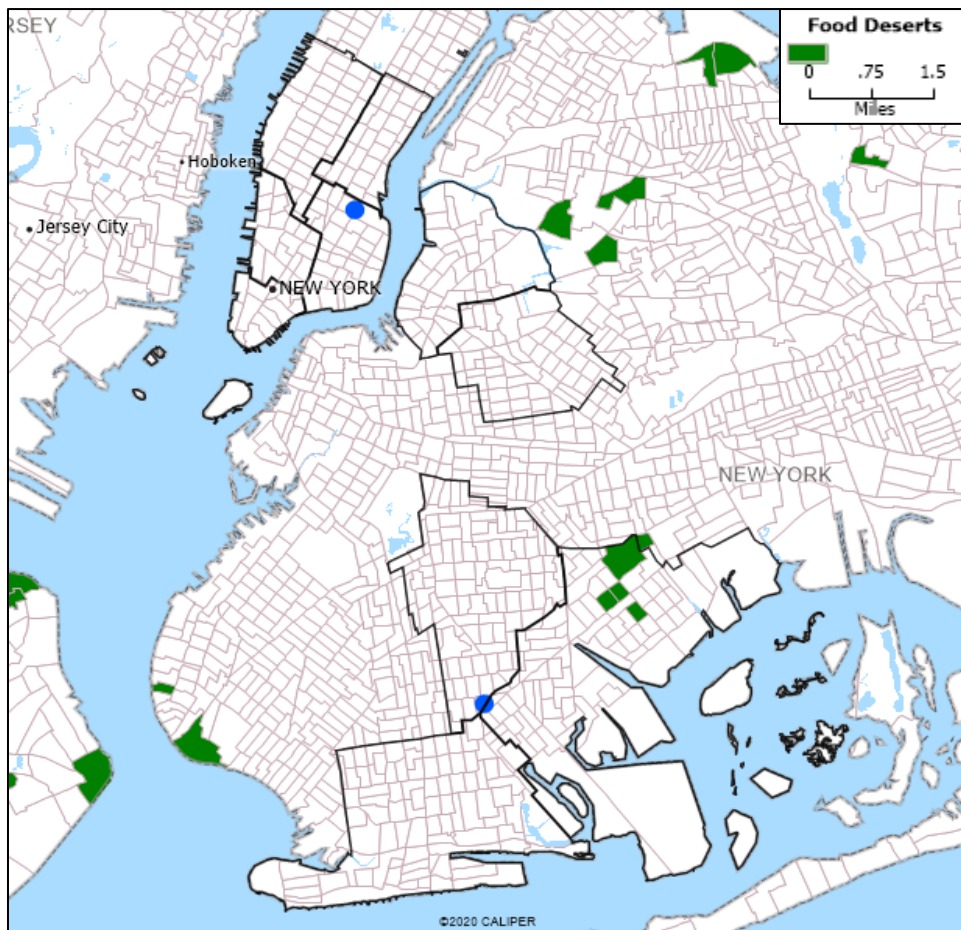 RSEY
Food Deserts
0 .75 1.5
Miles
Hoboken
Jersey City
NEW YORK
NEW YORK
©2020 CALIPER